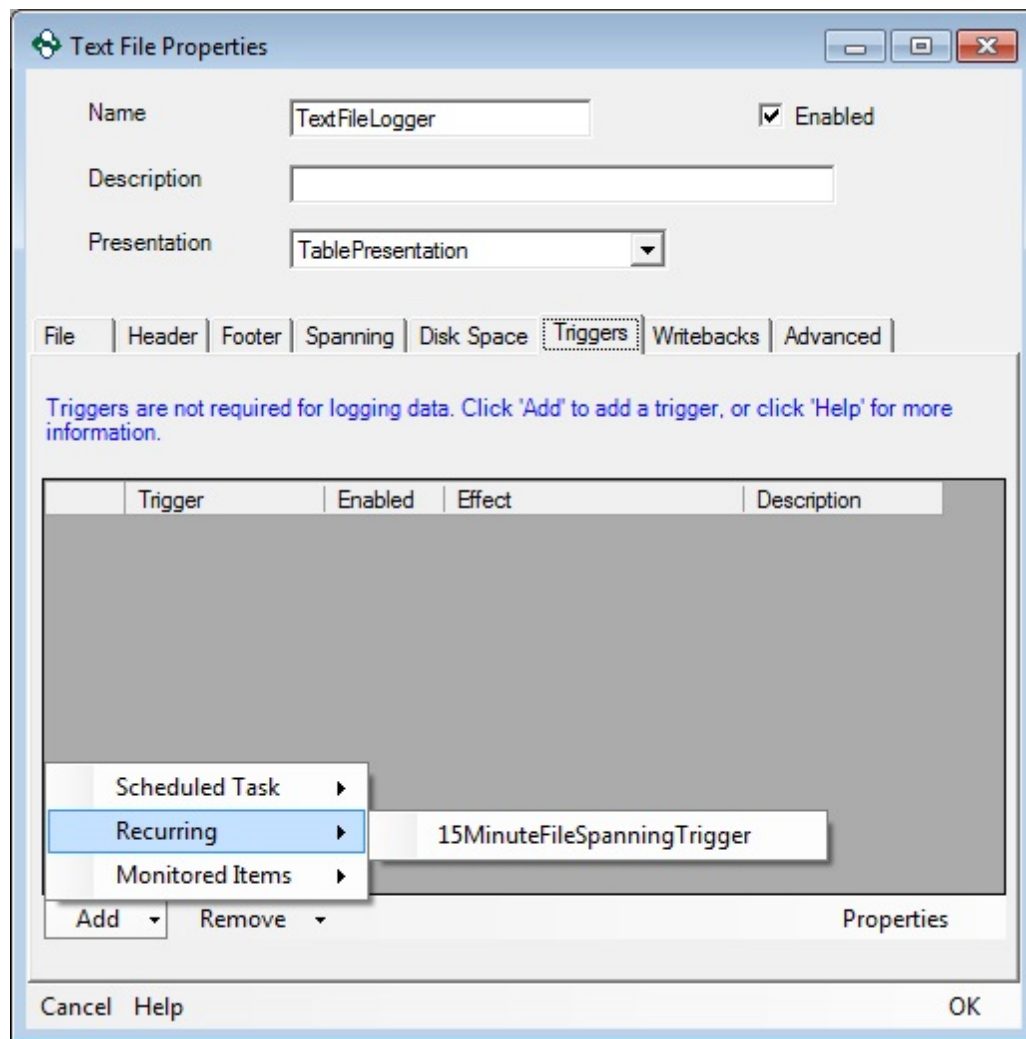 Text File Properties
Name TextFileLogger Enabled
Description
Presentation TablePresentation
File Header Footer Spanning Disk Space Triggers Writebacks Advanced
Triggers are not required for logging data. Click 'Add' to add a trigger, or click 'Help' for more
information.
Trigger Enabled Effect Description
Scheduled Task
Recurring 15MinuteFileSpanningTrigger
Monitored Items
Add Remove Properties
Cancel Help OK